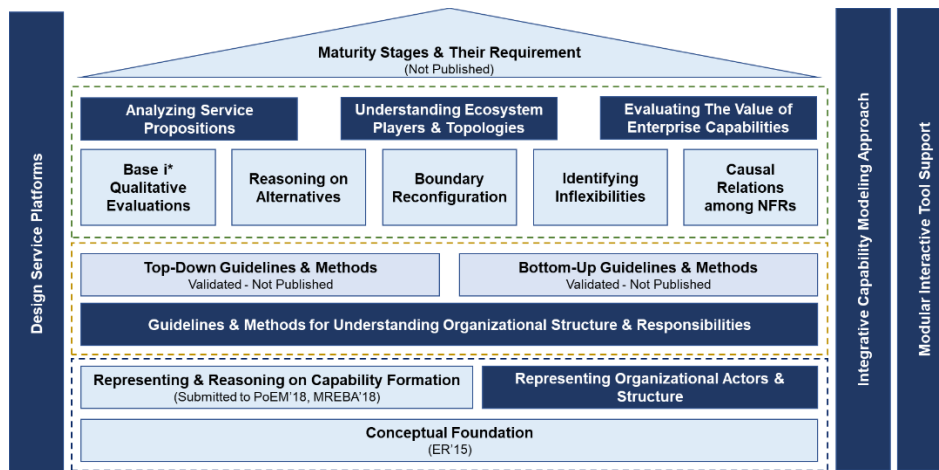 Maturity Stages & Their Requirement
(Not Published)
Analyzing Service
Propositions
Understanding Ecosystem
Players & Topologies
Evaluating The Value of
Enterprise Capabilities
Base i*
Qualitative
Evaluations
Reasoning on
Alternatives
Boundary
Reconfiguration
Identifying
Inflexibilities
Causal
Relations
among NFRs
Top-Down Guidelines & Methods
Validated - Not Published
Bottom-Up Guidelines & Methods
Validated - Not Published
Guidelines & Methods for Understanding Organizational Structure & Responsibilities
Representing & Reasoning on Capability Formation
(Submitted to PoEM'18, MREBA'18)
Representing Organizational Actors &
Structure
Conceptual Foundation
(ER'15)
Design Service Platforms
Integrative Capability Modeling Approach
Modular Interactive Tool Support